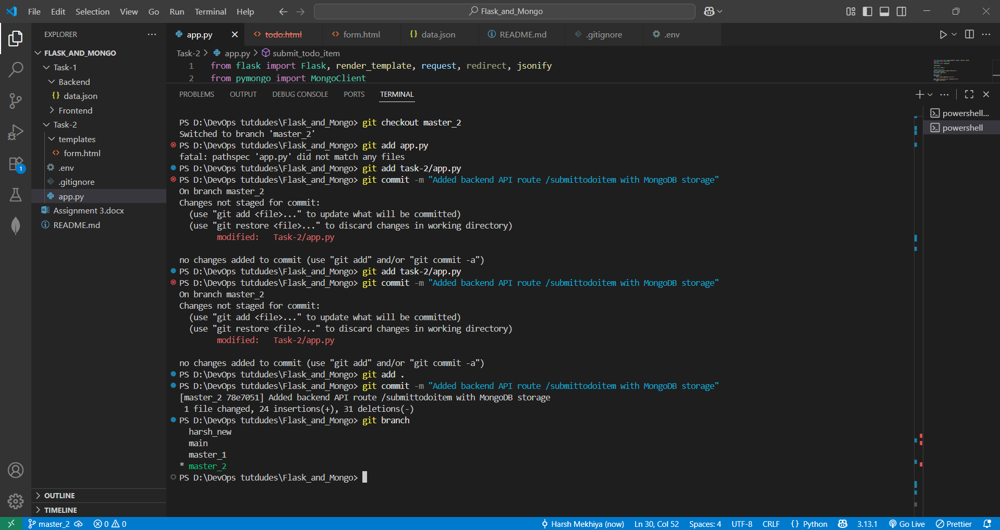 File Edit Selection View Go Run Terminal Help
Flask_and_Mongo
EXPLORER
FLASK_AND_MONGO
Task-1
Backend
data.json
Frontend
Task-2
templates
form.html
.env
.gitignore
app.py
Assignment 3.docx
README.md
OUTLINE
TIMELINE
1
app.py todo.html form.html data.json README.md .gitignore .env
Task-2 > app.py > submit_todo_item
1 from flask import Flask, render_template, request, redirect, jsonify
2 from pymongo import MongoClient
PROBLEMS OUTPUT DEBUG CONSOLE PORTS TERMINAL
powershell...
powershell
PS D:\DevOps tutdudes\Flask_and_Mongo> git checkout master_2
Switched to branch 'master_2'
PS D:\DevOps tutdudes\Flask_and_Mongo> git add app.py
fatal: pathspec 'app.py' did not match any files
PS D:\DevOps tutdudes\Flask_and_Mongo> git add task-2/app.py
PS D:\DevOps tutdudes\Flask_and_Mongo> git commit -m "Added backend API route /submittodoitem with MongoDB storage"
On branch master_2
Changes not staged for commit:
(use "git add <file>..." to update what will be committed)
(use "git restore <file>..." to discard changes in working directory)
modified: Task-2/app.py
no changes added to commit (use "git add" and/or "git commit -a")
PS D:\DevOps tutdudes\Flask_and_Mongo> git add task-2/app.py
PS D:\DevOps tutdudes\Flask_and_Mongo> git commit -m "Added backend API route /submittodoitem with MongoDB storage"
On branch master_2
Changes not staged for commit:
(use "git add <file>..." to update what will be committed)
(use "git restore <file>..." to discard changes in working directory)
modified: Task-2/app.py
no changes added to commit (use "git add" and/or "git commit -a")
PS D:\DevOps tutdudes\Flask_and_Mongo> git add .
PS D:\DevOps tutdudes\Flask_and_Mongo> git commit -m "Added backend API route /submittodoitem with MongoDB storage"
[master_2 78e7051] Added backend API route /submittodoitem with MongoDB storage
1 file changed, 24 insertions(+), 31 deletions(-)
PS D:\DevOps tutdudes\Flask_and_Mongo> git branch
harsh_new
main
master_1
* master_2
PS D:\DevOps tutdudes\Flask_and_Mongo>
master_2 0 0 Harsh Mekhiya (now) Ln 30, Col 52 Spaces: 4 UTF-8 CRLF {} Python 3.13.1 Go Live Prettier